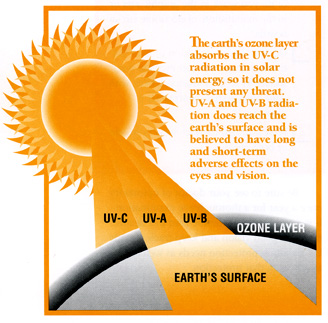 The earth's ozone layer
absorbs the UV-C
radiation in solar
energy, so it does not
present any threat.
UV-A and UV-B radia-
tion does reach the
earth's surface and is
believed to have long
and short-term
adverse effects on the
eyes and vision.
UV-C UV-A UV-B
OZONE LAYER
EARTH'S SURFACE